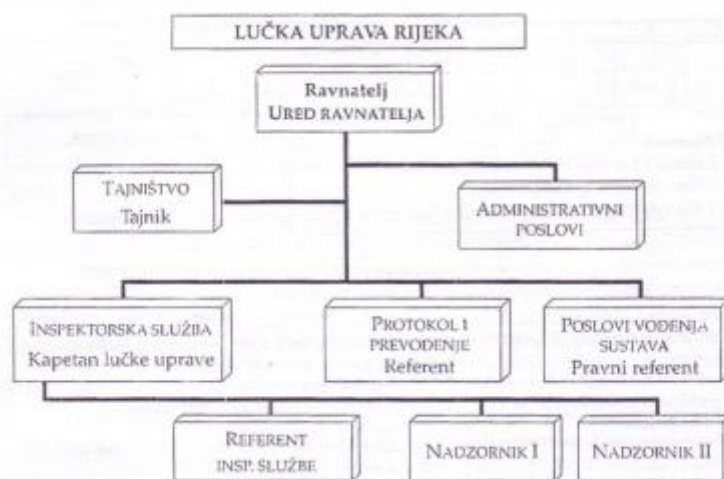 LUČKA UPRAVA RIJEKA
Ravnatelj
URED RAVNATELJA
TAJNIŠTVO
Tajnik
ADMINISTRATIVNI
POSLOVI
INSPEKTORSKA SLUŽBA
Kapetan lučke uprave
PROTOKOL I
PREVOĐENJE
Referent
POSLOVI VOĐENJA
SUSTAVA
Pravni referent
REFERENT
INSP. SLUŽBE
NADZORNIK I
NADZORNIK II